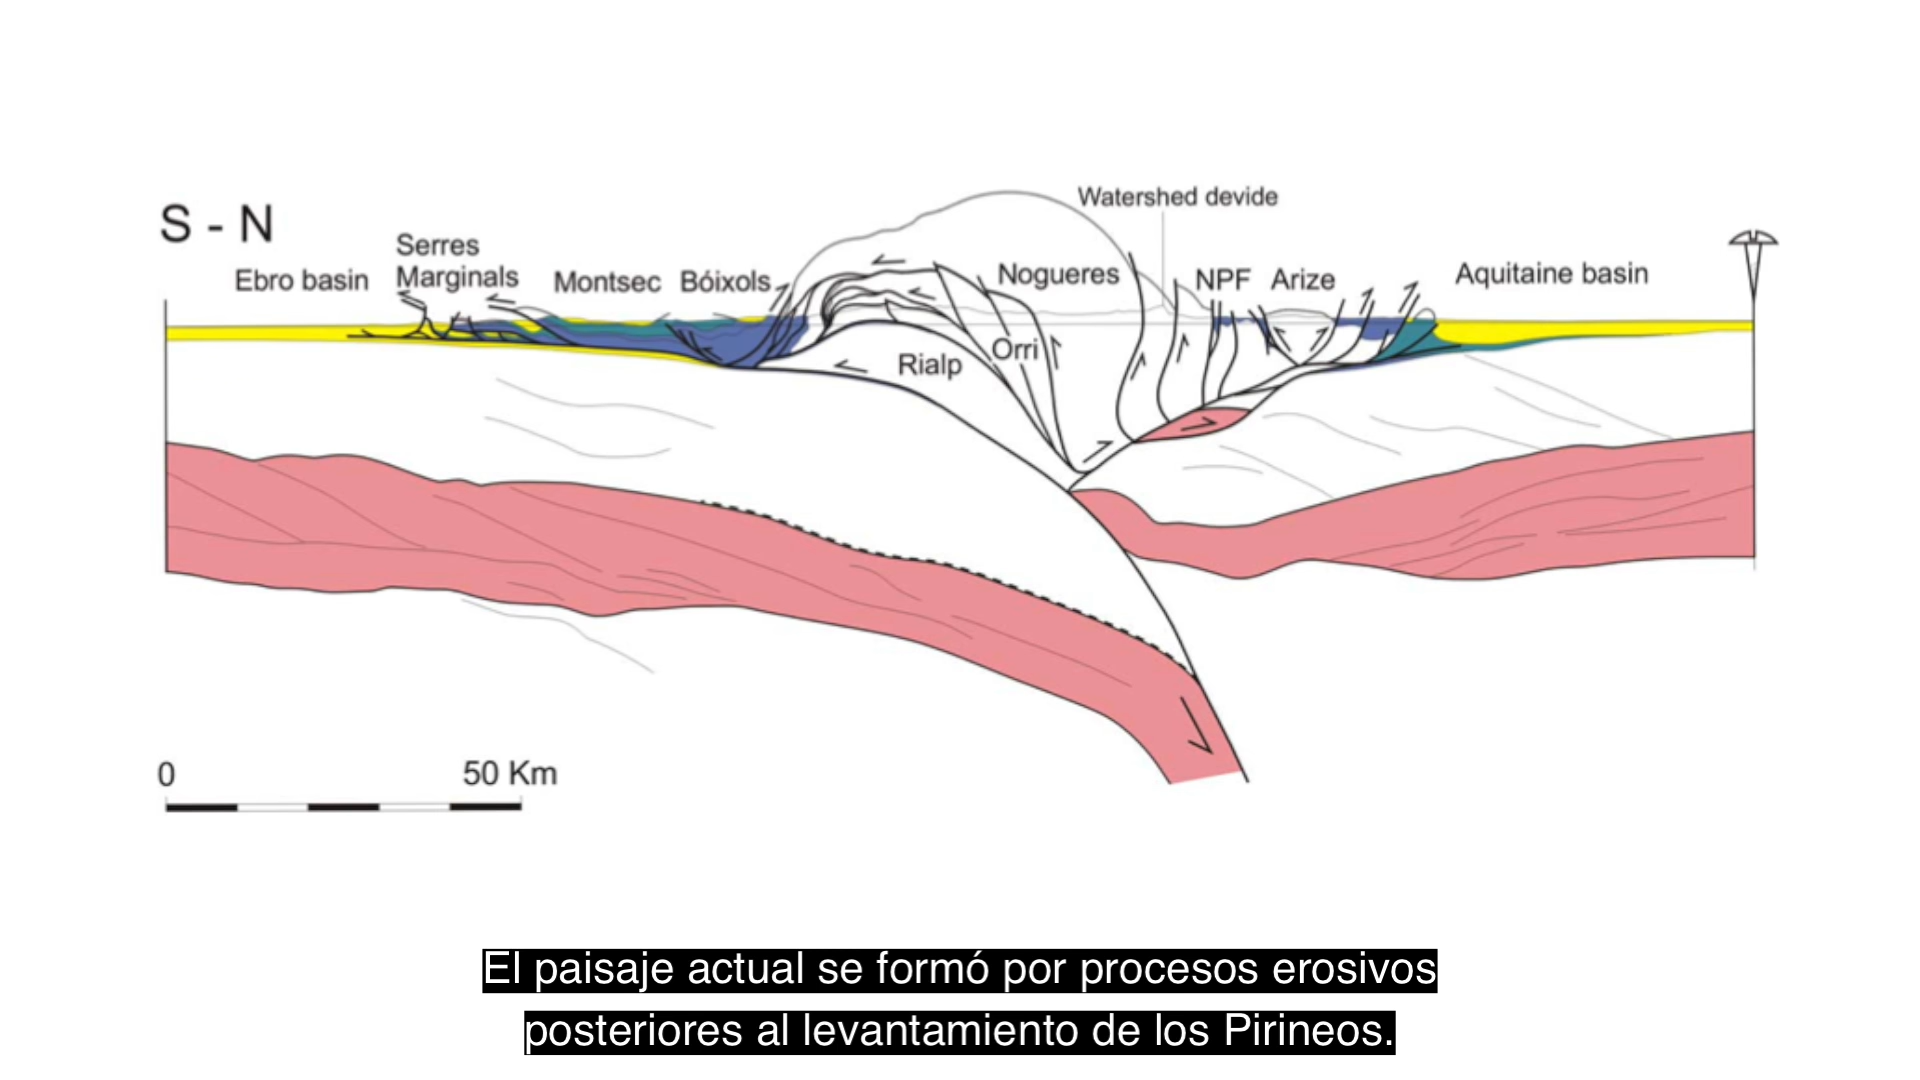 Watershed devide
S - N
Serres
Marginals
Ebro basin
Montsec
Bóixols
Nogueres
NPF
Arize
Aquitaine basin
Rialp
Orri
0
50 Km
El paisaje actual se formó por procesos erosivos
posteriores al levantamiento de los Pirineos.